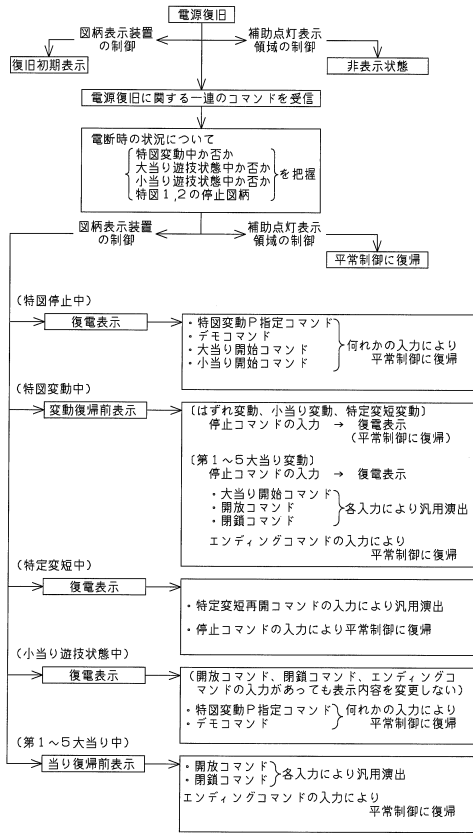 電源復旧
図柄表示装置
の制御
補助点灯表示
領域の制御
復旧初期表示
非表示状態
電源復旧に関する一連のコマンドを受信
電断時の状況について
特図変動中か否か
大当り遊技状態中か否か
小当り遊技状態中か否か
特図1,2の停止図柄
を把握
図柄表示装置
の制御
補助点灯表示
領域の制御
平常制御に復帰
(特図停止中)
復電表示
・特図変動P指定コマンド
・デモコマンド
・大当り開始コマンド
・小当り開始コマンド
何れかの入力により
平常制御に復帰
(特図変動中)
変動復帰前表示
〔はずれ変動、小当り変動、特定変短変動〕
停止コマンドの入力 → 復電表示
(平常制御に復帰)
〔第1〜5大当り変動〕
停止コマンドの入力 → 復電表示
・大当り開始コマンド
・開放コマンド
・閉鎖コマンド
各入力により汎用演出
エンディングコマンドの入力により
平常制御に復帰
(特定変短中)
復電表示
・特定変短再開コマンドの入力により汎用演出
・停止コマンドの入力により平常制御に復帰
(小当り遊技状態中)
復電表示
(開放コマンド、閉鎖コマンド、エンディングコ
マンドの入力があっても表示内容を変更しない)
・特図変動P指定コマンド
・デモコマンド
何れかの入力により
平常制御に復帰
(第1〜5大当り中)
当り復帰前表示
・開放コマンド
・閉鎖コマンド
各入力により汎用演出
エンディングコマンドの入力により
平常制御に復帰